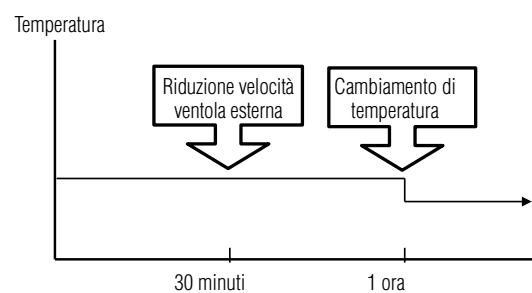 Temperatura
Riduzione velocità
ventola esterna
Cambiamento di
temperatura
30 minuti
1 ora